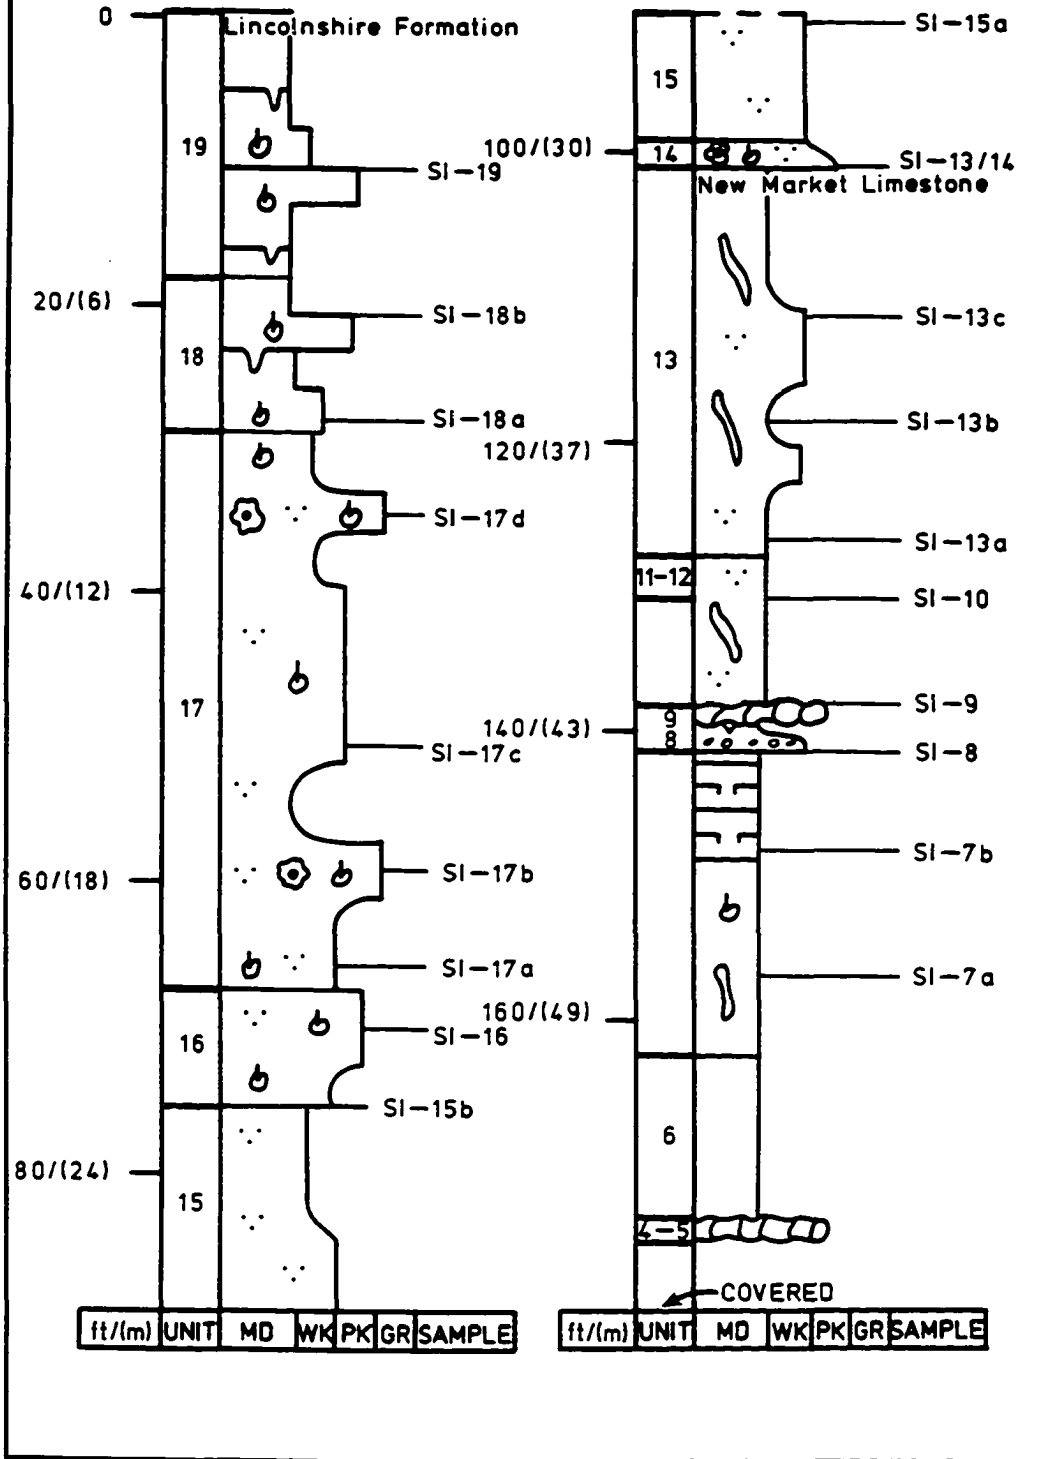 0
Lincolnshire Formation
19
SI-19
20/(6)
SI-18b
18
SI-18a
SI-17d
40/(12)
17
SI-17c
60/(18)
SI-17b
SI-17a
16
SI-16
SI-15b
80/(24)
15
ft/(m) UNIT MD WK PK GR SAMPLE
SI-15a
15
100/(30)
14
SI-13/14
New Market Limestone
SI-13c
13
SI-13b
120/(37)
SI-13a
11-12
SI-10
SI-9
9
140/(43)
8
SI-8
SI-7b
SI-7a
160/(49)
6
4-5
COVERED
ft/(m) UNIT MD WK PK GR SAMPLE